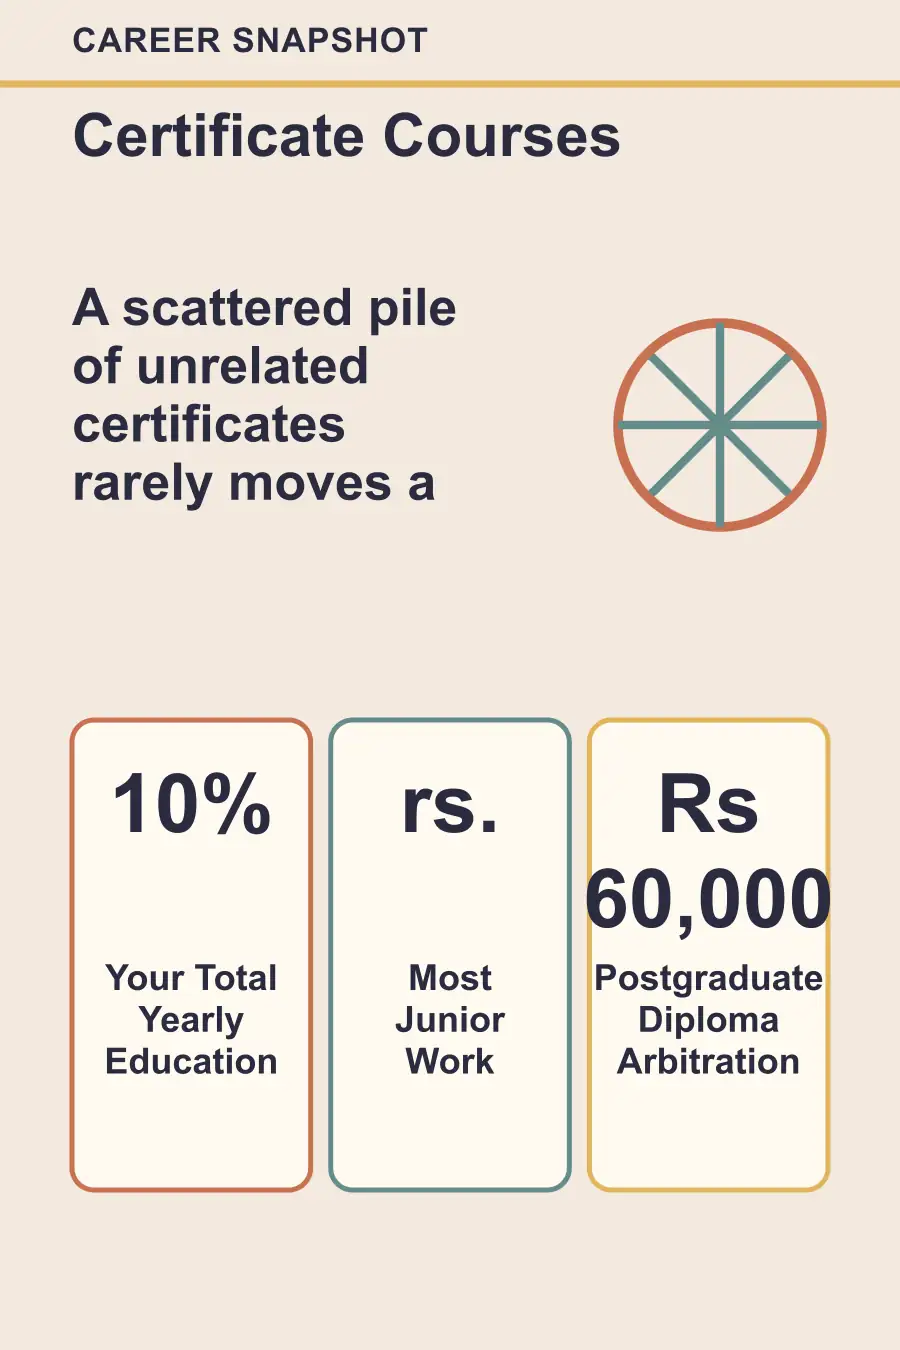 CAREER SNAPSHOT
Certificate Courses
A scattered pile
of unrelated
certificates
rarely moves a
10%
Your Total
Yearly
Education
rs.
Most
Junior
Work
Rs
60,000
Postgraduate
Diploma
Arbitration